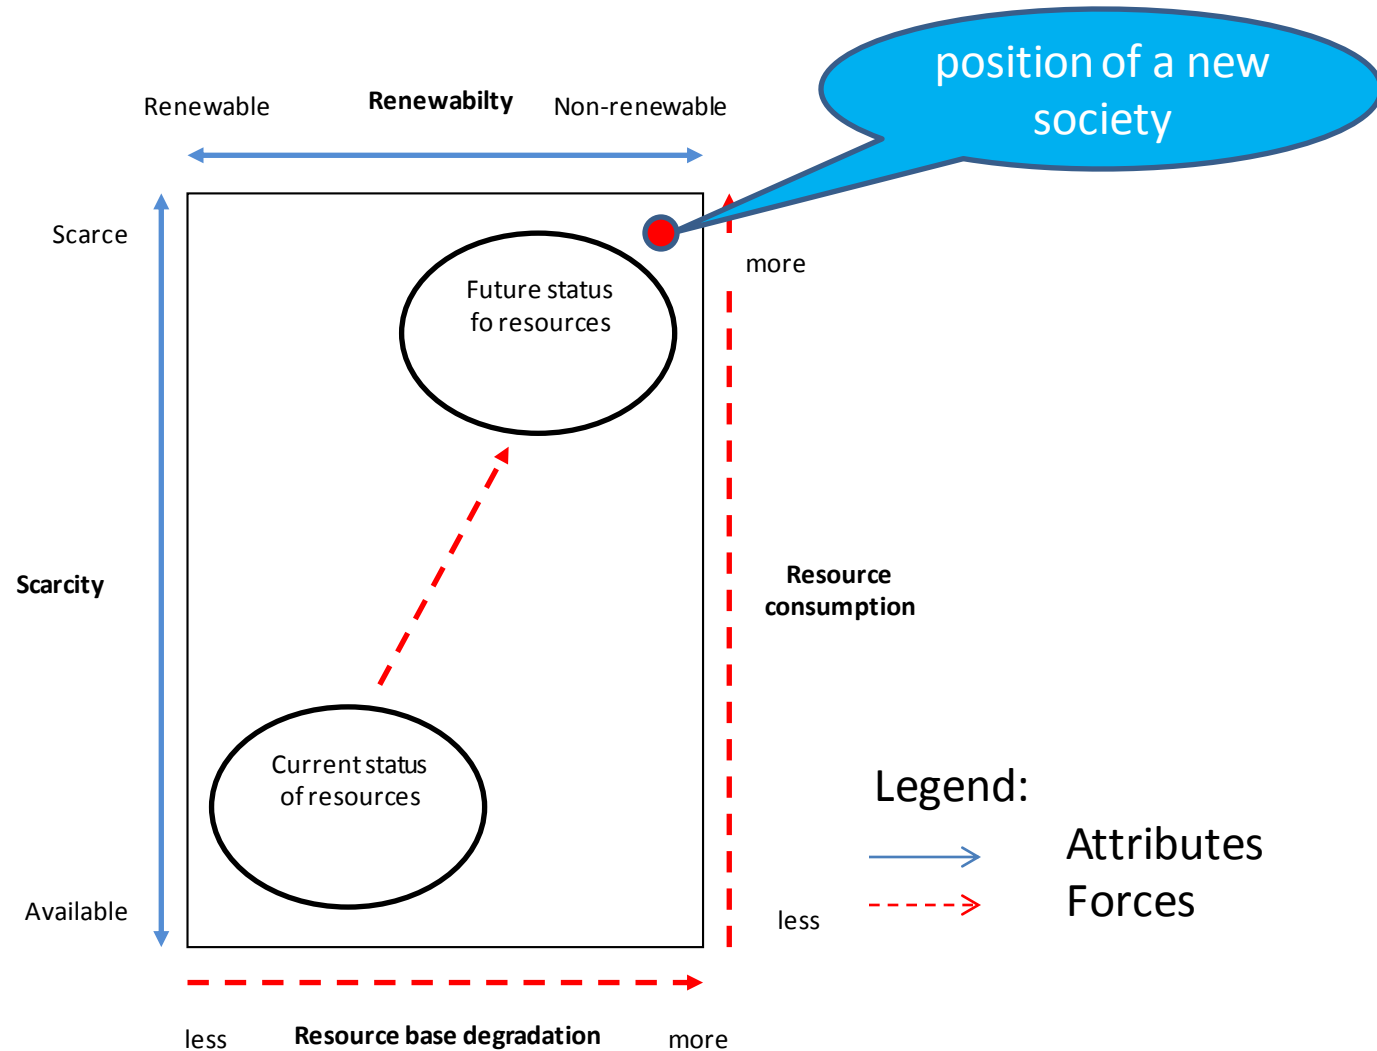 position of a new
society
Renewable
Renewabilty
Non-renewable
Scarce
more
Future status
fo resources
Scarcity
Resource
consumption
Current status
of resources
Available
less
Legend:
Attributes
Forces
less
Resource base degradation
more